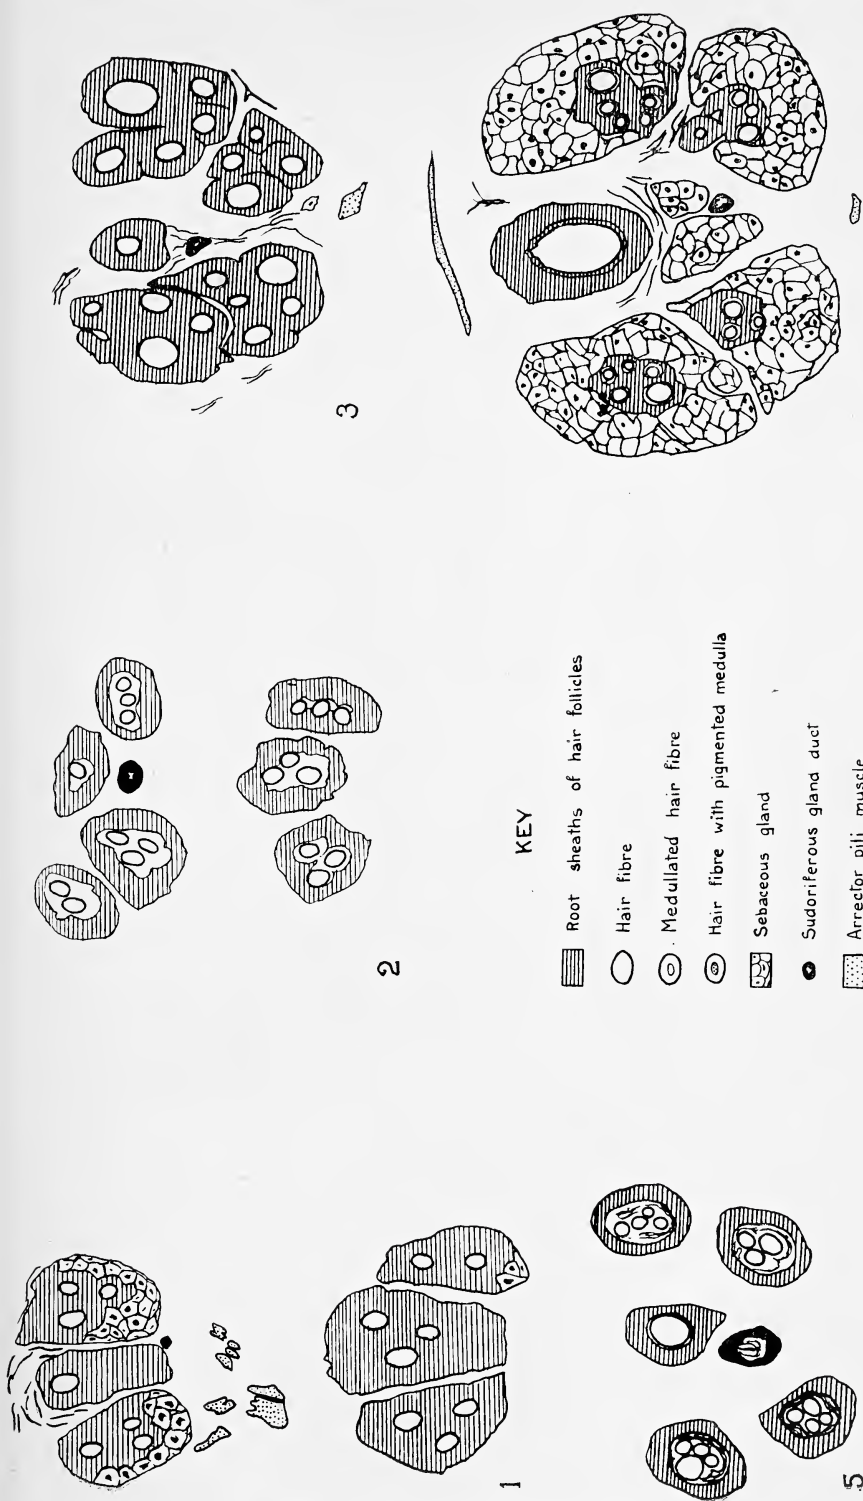 3
2
KEY
Root sheaths of hair follicles
Hair fibre
Medullated hair fibre
Hair fibre with pigmented medulla
Sebaceous gland
Sudoriferous gland duct
Arrector pili muscle
1
5